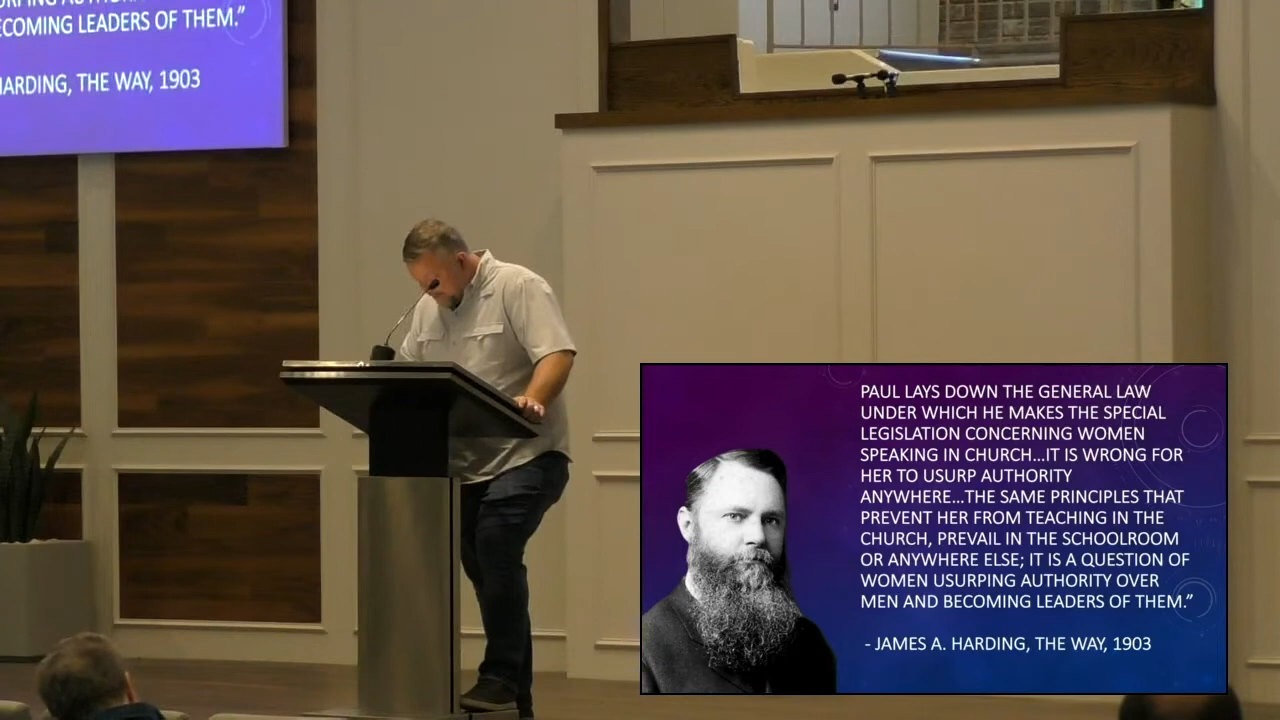 ECOMING LEADERS OF THEM.”
HARDING, THE WAY, 1903
PAUL LAYS DOWN THE GENERAL LAW
UNDER WHICH HE MAKES THE SPECIAL
LEGISLATION CONCERNING WOMEN
SPEAKING IN CHURCH...IT IS WRONG FOR
HER TO USURP AUTHORITY
ANYWHERE...THE SAME PRINCIPLES THAT
PREVENT HER FROM TEACHING IN THE
CHURCH, PREVAIL IN THE SCHOOLROOM
OR ANYWHERE ELSE; IT IS A QUESTION OF
WOMEN USURPING AUTHORITY OVER
MEN AND BECOMING LEADERS OF THEM.”
- JAMES A. HARDING, THE WAY, 1903